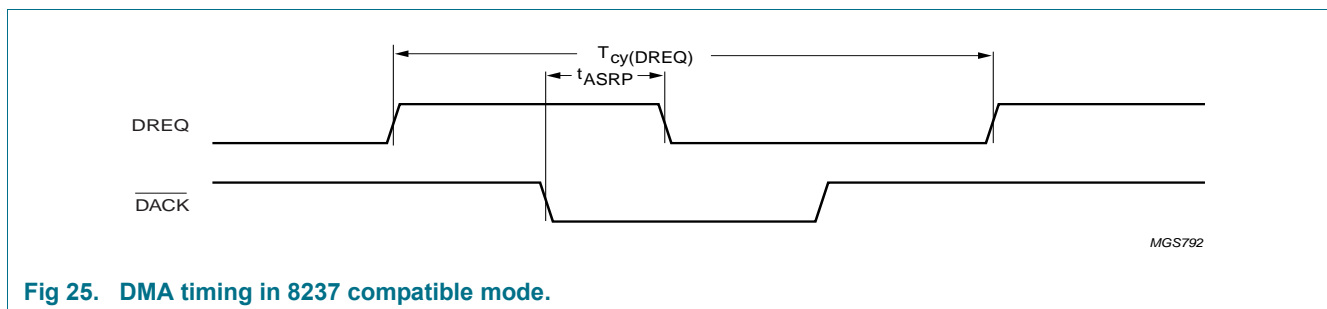 Tcy(DREQ)
tASRP
DREQ
DACK
MGS792
Fig 25. DMA timing in 8237 compatible mode.